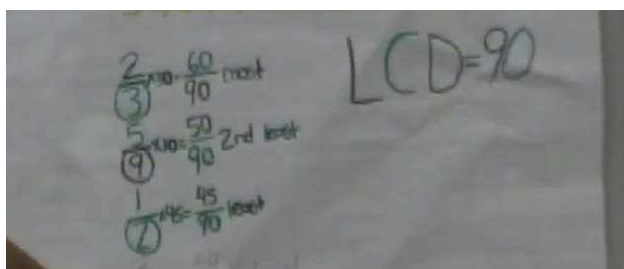 2/③ x10= 60/90 most
5/⑨ x10= 50/90 2nd least
1/② x45= 45/90 least
LCD=90